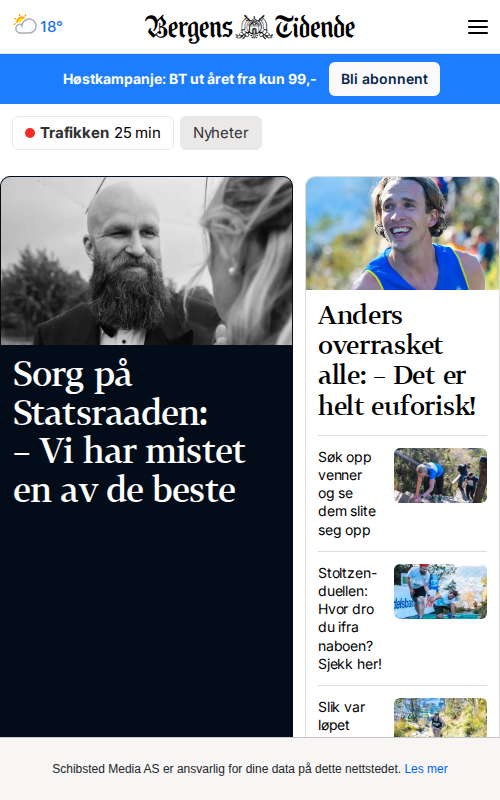 18°
Bergens Tidende
Høstkampanje: BT ut året fra kun 99,-
Bli abonnent
Trafikken 25 min
Nyheter
Sorg på
Statsraaden:
– Vi har mistet
en av de beste
Anders
overrasket
alle: – Det er
helt euforisk!
Søk opp
venner
og se
dem slite
seg opp
Stoltzen-
duellen:
Hvor dro
du ifra
naboen?
Sjekk her!
Slik var
løpet
Schibsted Media AS er ansvarlig for dine data på dette nettstedet. Les mer